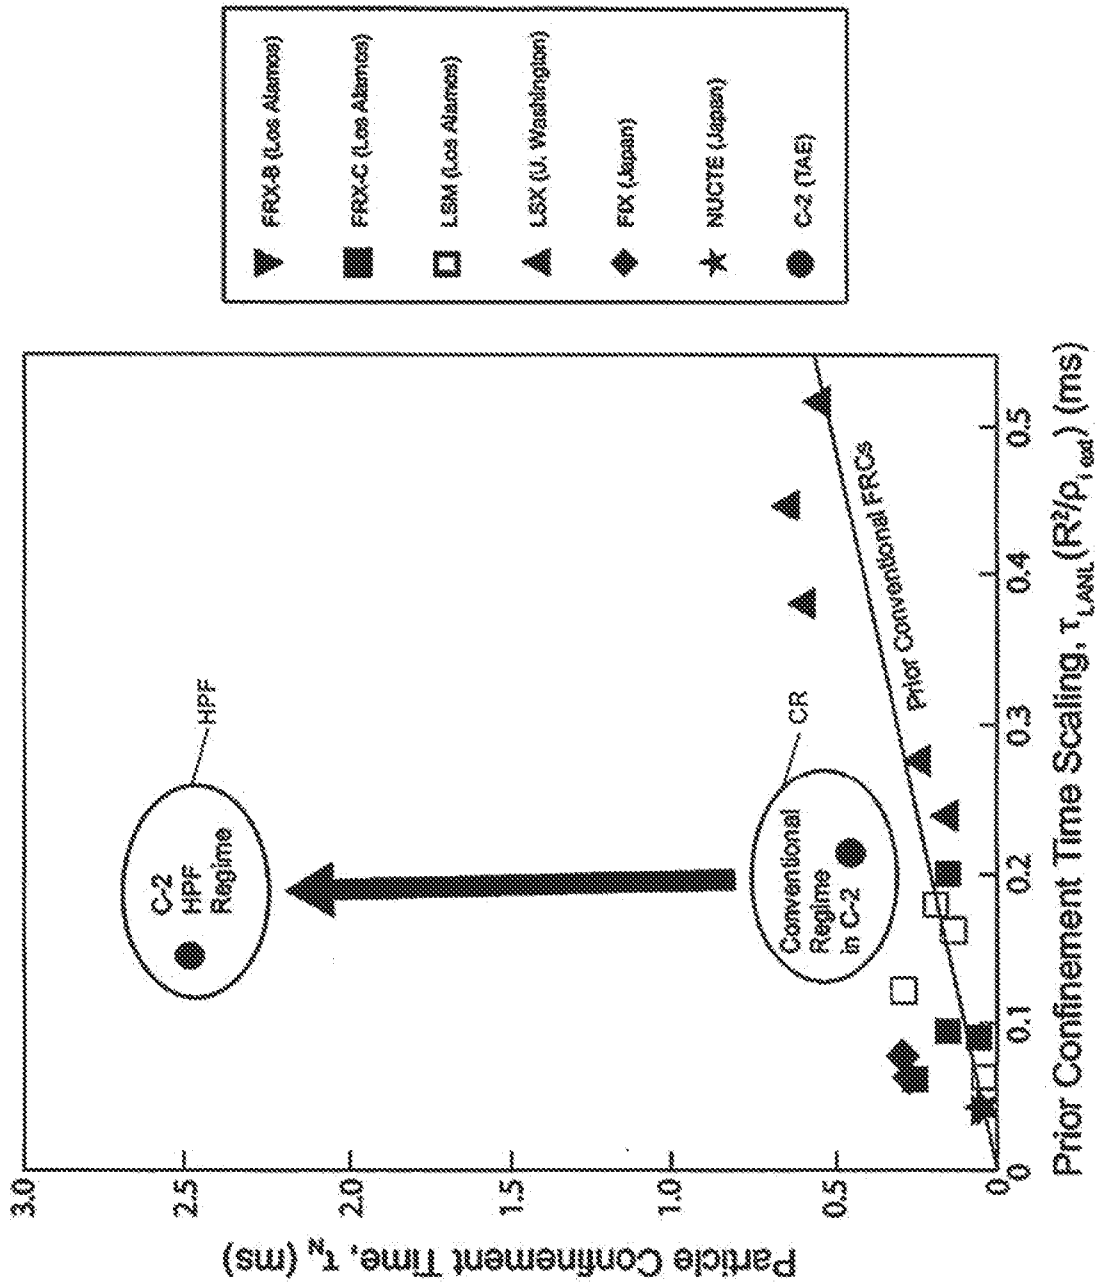 3.0
2.5
2.0
1.5
1.0
0.5
0
Particle Confinement Time, τN (ms)
C-2
HPF
Regime
HPF
Conventional
Regime
in C-2
CR
Prior Conventional FRCs
0
0.1
0.2
0.3
0.4
0.5
Prior Confinement Time Scaling, τLANL (R²/ρi ext) (ms)
FRX-B (Los Alamos)
FRX-C (Los Alamos)
LSM (Los Alamos)
LSX (U. Washington)
FIX (Japan)
NUCTE (Japan)
C-2 (TAE)